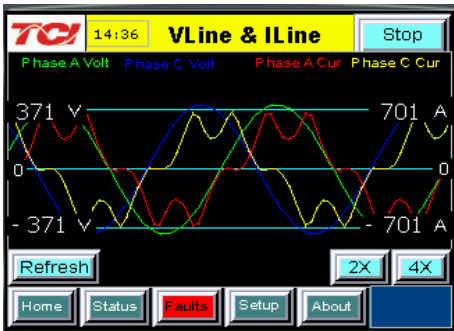 TCI 14:36 VLine & ILine Stop
Phase A Volt Phase C Volt Phase A Cur Phase C Cur
371 V 701 A
0 0
- 371 V - 701 A
Refresh 2X 4X
Home Status Faults Setup About